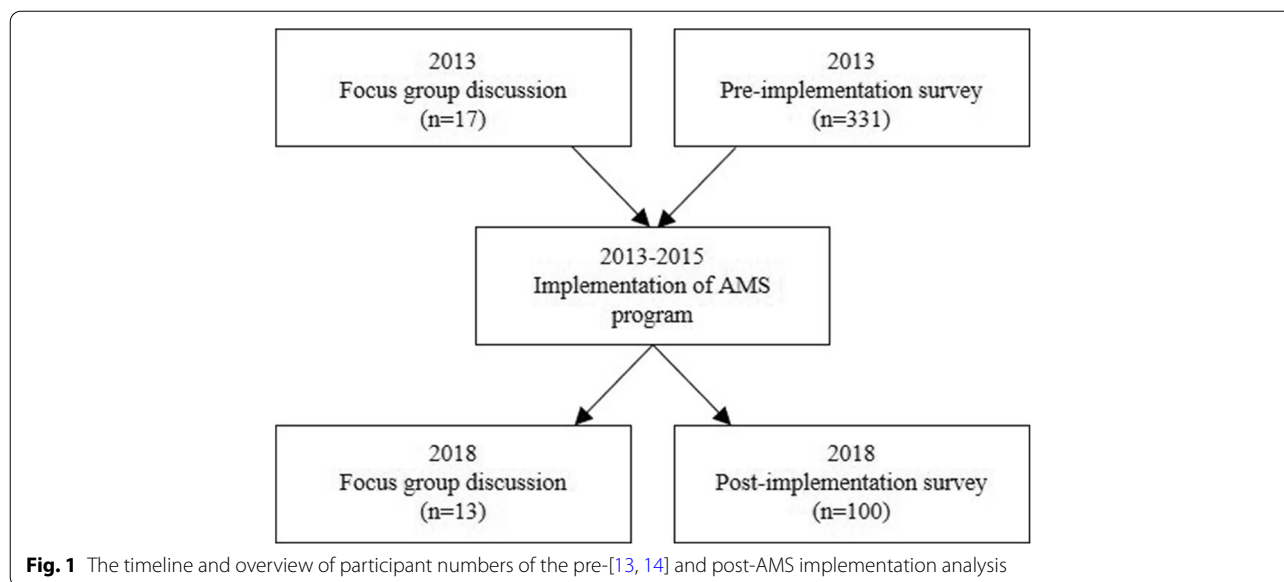 2013
Focus group discussion
(n=17)
2013
Pre-implementation survey
(n=331)
2013-2015
Implementation of AMS
program
2018
Focus group discussion
(n=13)
2018
Post-implementation survey
(n=100)
Fig. 1 The timeline and overview of participant numbers of the pre-[13, 14] and post-AMS implementation analysis